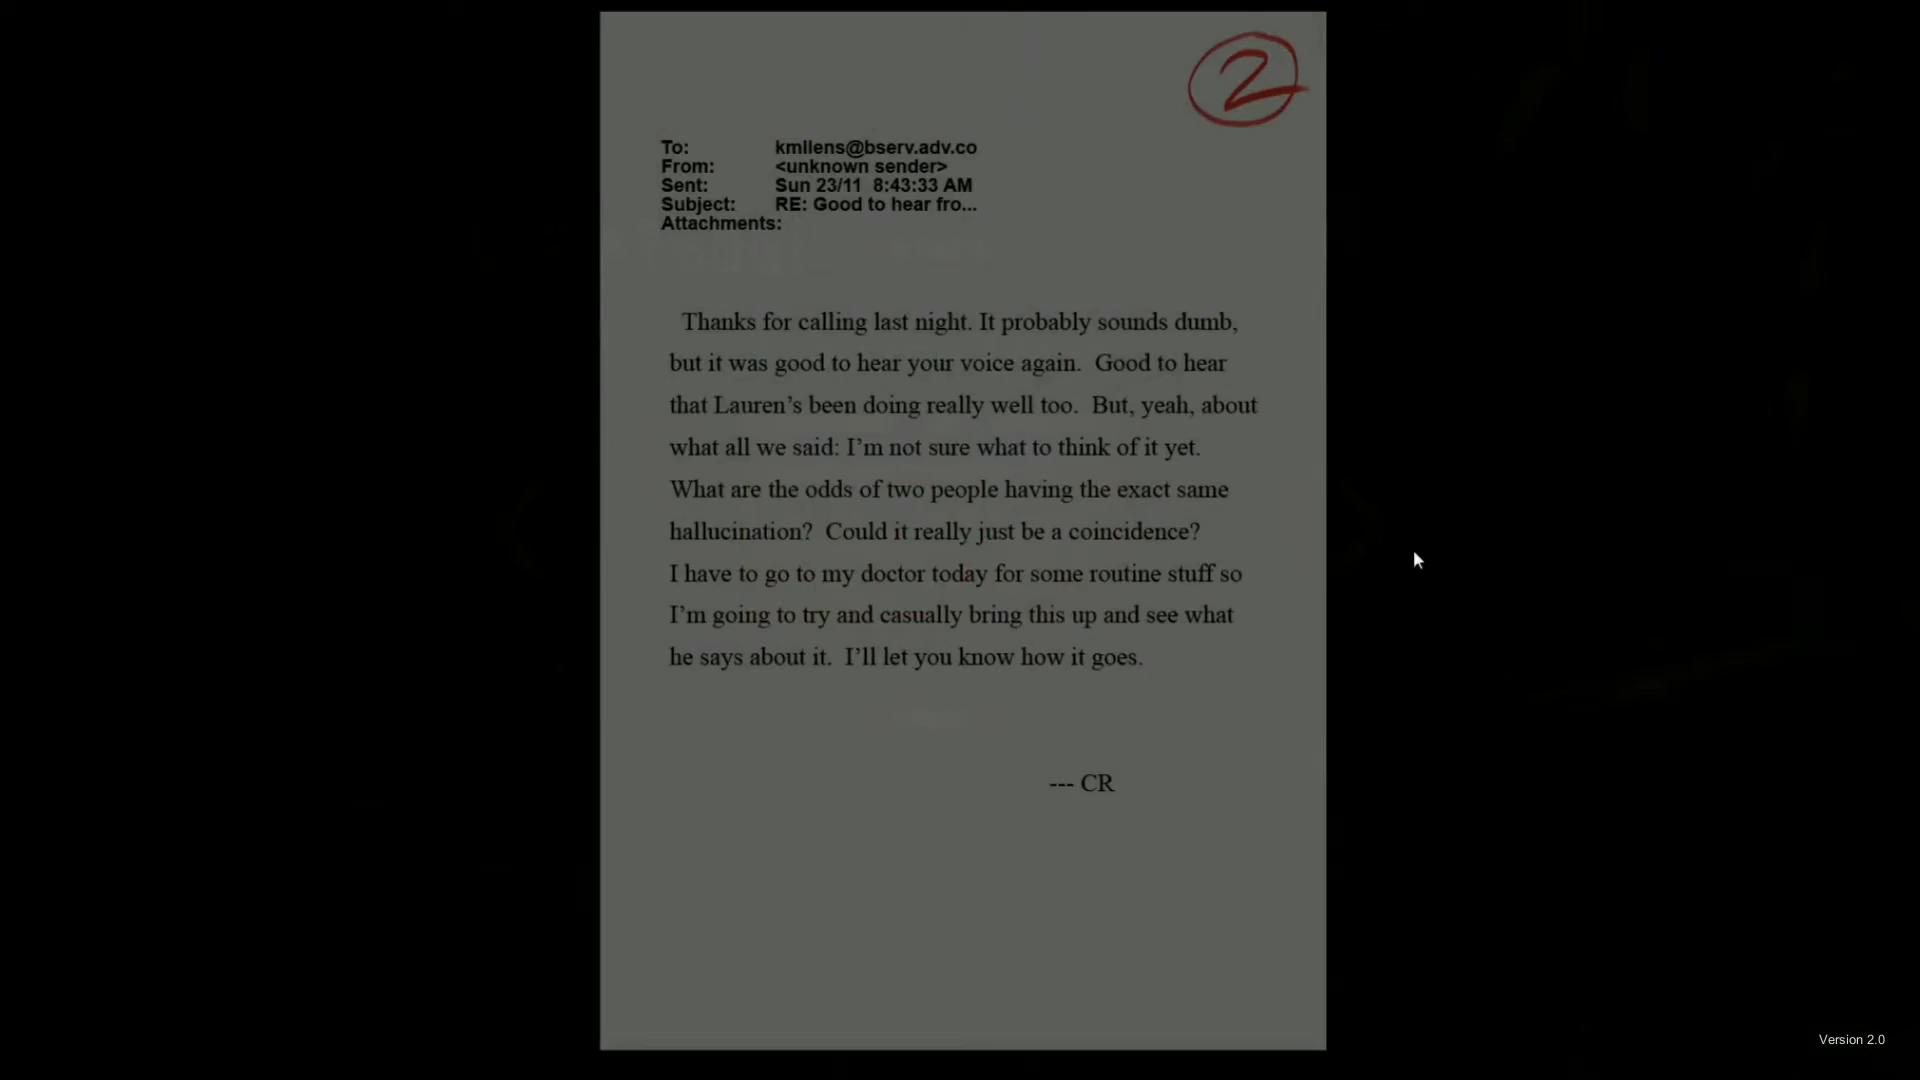 2
To: kmllens@bserv.adv.co
From: <unknown sender>
Sent: Sun 23/11 8:43:33 AM
Subject: RE: Good to hear fro...
Attachments:
Thanks for calling last night. It probably sounds dumb,
but it was good to hear your voice again. Good to hear
that Lauren's been doing really well too. But, yeah, about
what all we said: I'm not sure what to think of it yet.
What are the odds of two people having the exact same
hallucination? Could it really just be a coincidence?
I have to go to my doctor today for some routine stuff so
I'm going to try and casually bring this up and see what
he says about it. I'll let you know how it goes.
--- CR
Version 2.0